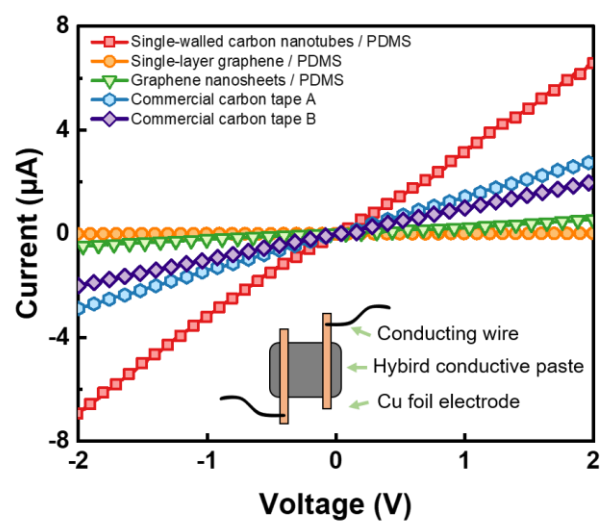 8
4
0
-4
-8
Current (μA)
Single-walled carbon nanotubes / PDMS
Single-layer graphene / PDMS
Graphene nanosheets / PDMS
Commercial carbon tape A
Commercial carbon tape B
Conducting wire
Hybird conductive paste
Cu foil electrode
-2 -1 0 1 2
Voltage (V)